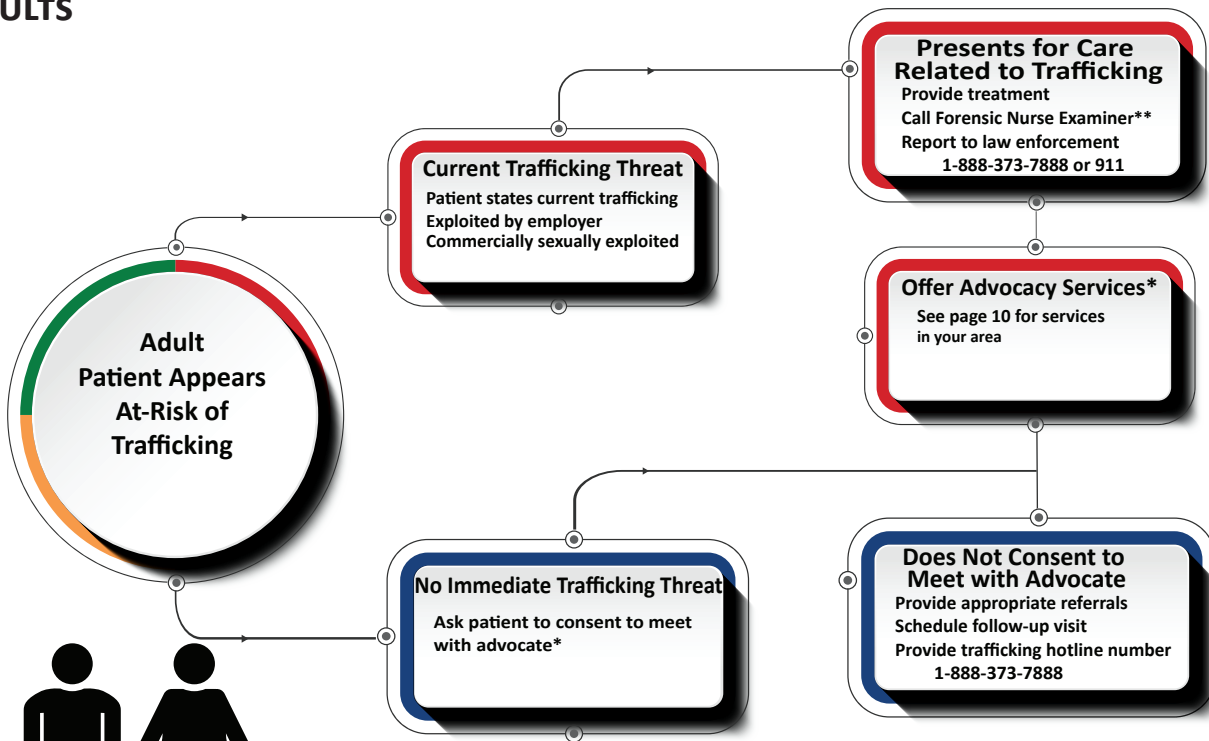 Adult
Patient Appears
At-Risk of
Trafficking
Current Trafficking Threat
Patient states current trafficking
Exploited by employer
Commercially sexually exploited
Presents for Care
Related to Trafficking
Provide treatment
Call Forensic Nurse Examiner**
Report to law enforcement
1-888-373-7888 or 911
Offer Advocacy Services*
See page 10 for services
in your area
No Immediate Trafficking Threat
Ask patient to consent to meet
with advocate*
Does Not Consent to
Meet with Advocate
Provide appropriate referrals
Schedule follow-up visit
Provide trafficking hotline number
1-888-373-7888